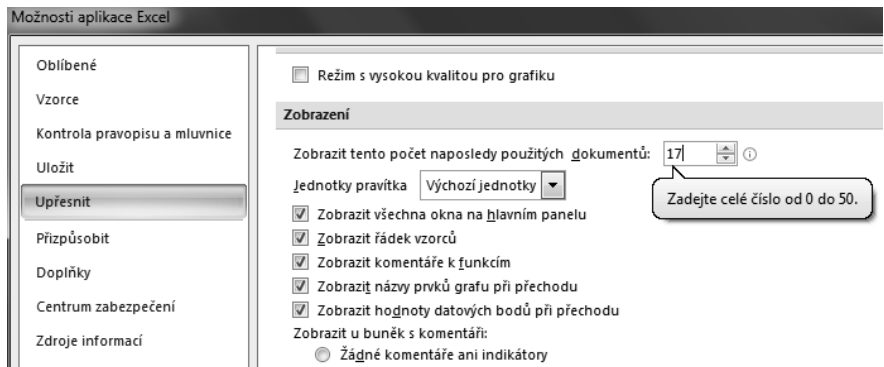 Možnosti aplikace Excel
Oblíbené
Vzorce
Kontrola pravopisu a mluvnice
Uložit
Upřesnit
Přizpůsobit
Doplňky
Centrum zabezpečení
Zdroje informací
Režim s vysokou kvalitou pro grafiku
Zobrazení
Zobrazit tento počet naposledy použitých dokumentů: 17
Jednotky pravítka Výchozí jednotky
Zadejte celé číslo od 0 do 50.
Zobrazit všechna okna na hlavním panelu
Zobrazit řádek vzorců
Zobrazit komentáře k funkcím
Zobrazit názvy prvků grafu při přechodu
Zobrazit hodnoty datových bodů při přechodu
Zobrazit u buněk s komentáři:
Žádné komentáře ani indikátory